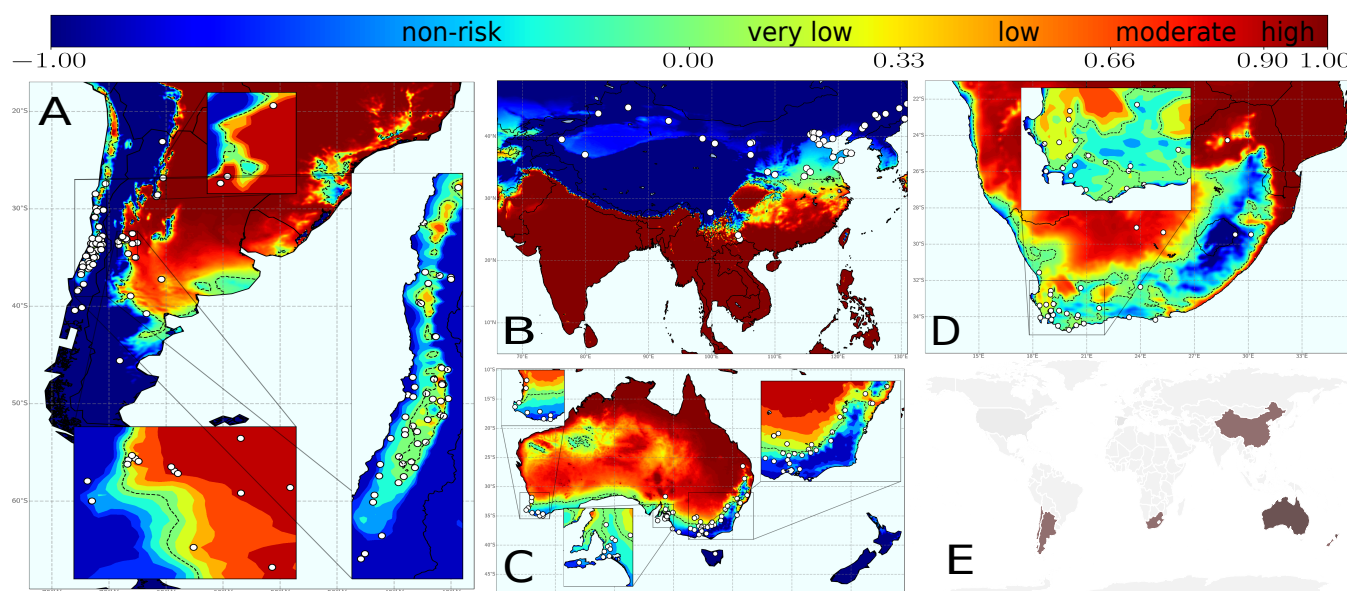 non-risk very low low moderate high
−1.00 0.00 0.33 0.66 0.90 1.00
A
20°S
30°S
40°S
50°S
60°S
B
40°N
30°N
20°N
10°N
70°E 80°E 90°E 100°E 110°E 120°E 130°E
C
10°S
15°S
20°S
25°S
30°S
35°S
40°S
45°S
D
22°S
24°S
26°S
28°S
30°S
32°S
34°S
15°E 18°E 21°E 24°E 27°E 30°E 33°E
E